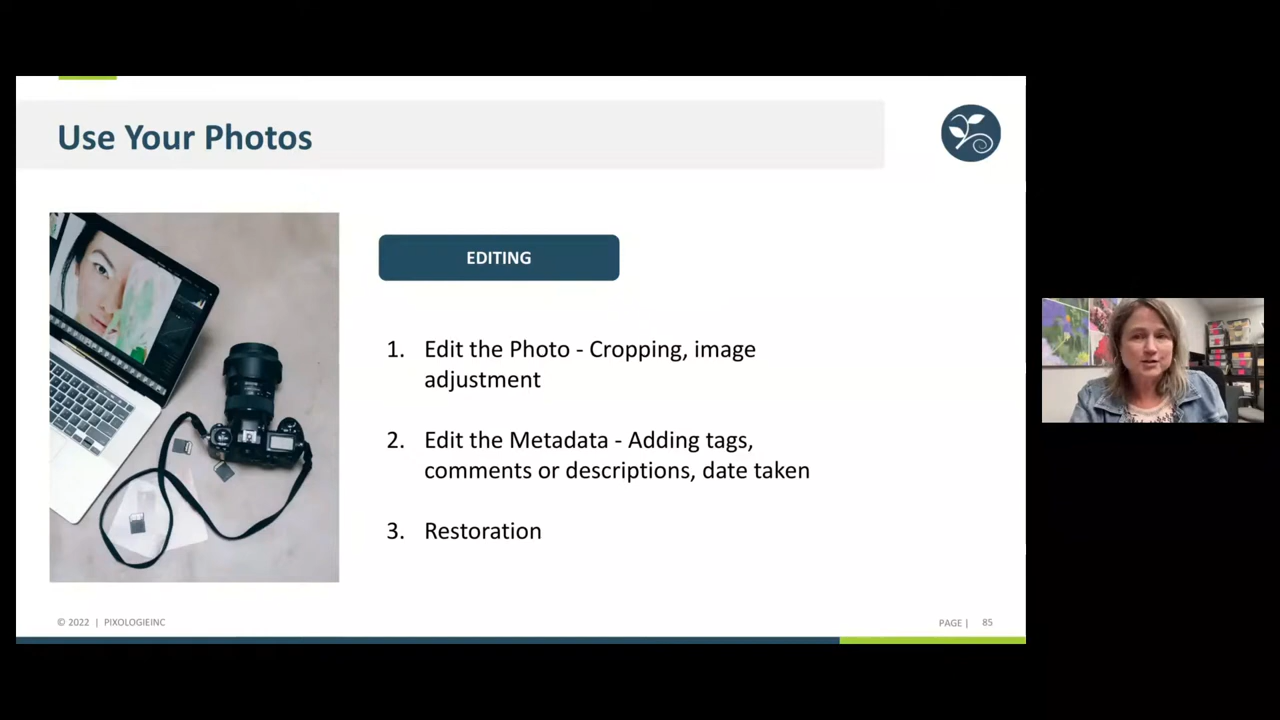 Use Your Photos
EDITING
1. Edit the Photo - Cropping, image
adjustment
2. Edit the Metadata - Adding tags,
comments or descriptions, date taken
3. Restoration
© 2022 | PIXOLOGIEINC
PAGE | 85